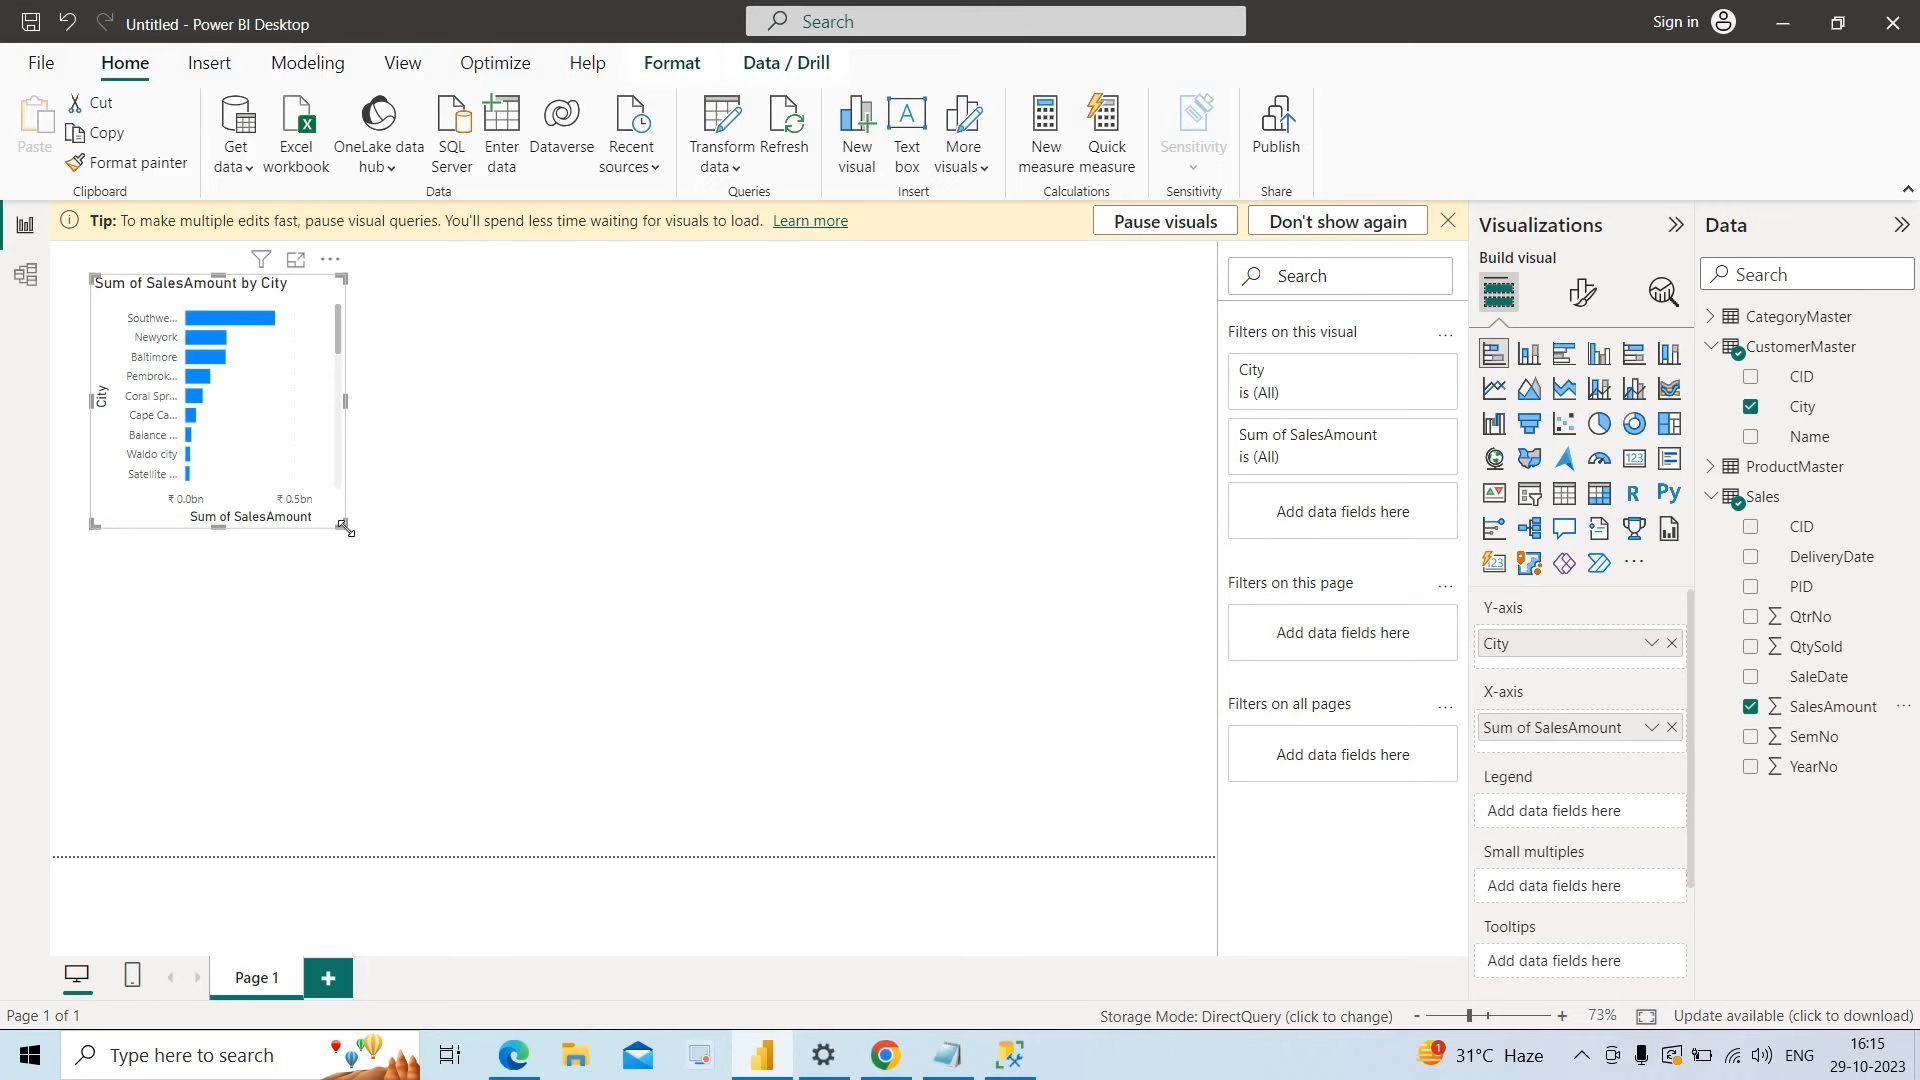 Untitled - Power BI Desktop
Search
Sign in
File
Home
Insert
Modeling
View
Optimize
Help
Format
Data / Drill
Paste
Cut
Copy
Format painter
Clipboard
Get data
Excel workbook
OneLake data hub
SQL Server
Enter data
Dataverse
Recent sources
Data
Transform data
Refresh
Queries
New visual
A
Text box
More visuals
Insert
New measure
Quick measure
Calculations
Sensitivity
Sensitivity
Publish
Share
Tip: To make multiple edits fast, pause visual queries. You'll spend less time waiting for visuals to load. Learn more
Pause visuals
Don't show again
Sum of SalesAmount by City
City
Southwe...
Newyork
Baltimore
Pembrok...
Coral Spr...
Cape Ca...
Balance ...
Waldo city
Satellite ...
₹ 0.0bn
₹ 0.5bn
Sum of SalesAmount
Search
Filters on this visual
City
is (All)
Sum of SalesAmount
is (All)
Add data fields here
Filters on this page
Add data fields here
Filters on all pages
Add data fields here
Visualizations
Build visual
123
R
Py
123
Y-axis
City
X-axis
Sum of SalesAmount
Legend
Add data fields here
Small multiples
Add data fields here
Tooltips
Add data fields here
Data
Search
CategoryMaster
CustomerMaster
CID
City
Name
ProductMaster
Sales
CID
DeliveryDate
PID
QtrNo
QtySold
SaleDate
SalesAmount
SemNo
YearNo
Page 1
Page 1 of 1
Storage Mode: DirectQuery (click to change)
73%
Update available (click to download)
Type here to search
1
31°C Haze
ENG
16:15
29-10-2023